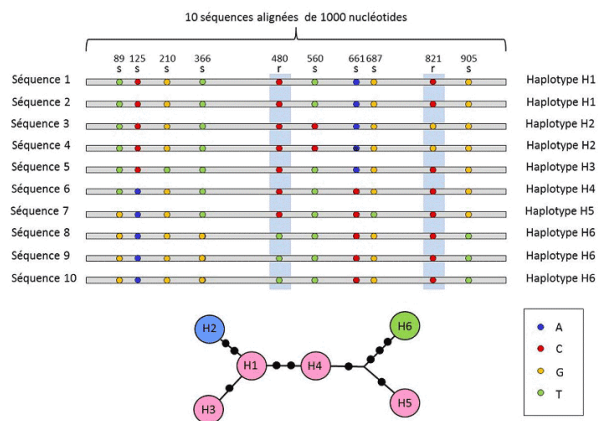 10 séquences alignées de 1000 nucléotides
89 125 210 366 480 560 661 687 821 905
s s s s r s s r s
Séquence 1 Haplotype H1
Séquence 2 Haplotype H1
Séquence 3 Haplotype H2
Séquence 4 Haplotype H2
Séquence 5 Haplotype H3
Séquence 6 Haplotype H4
Séquence 7 Haplotype H5
Séquence 8 Haplotype H6
Séquence 9 Haplotype H6
Séquence 10 Haplotype H6
H2 H6
H1 H4
H3 H5
A
C
G
T